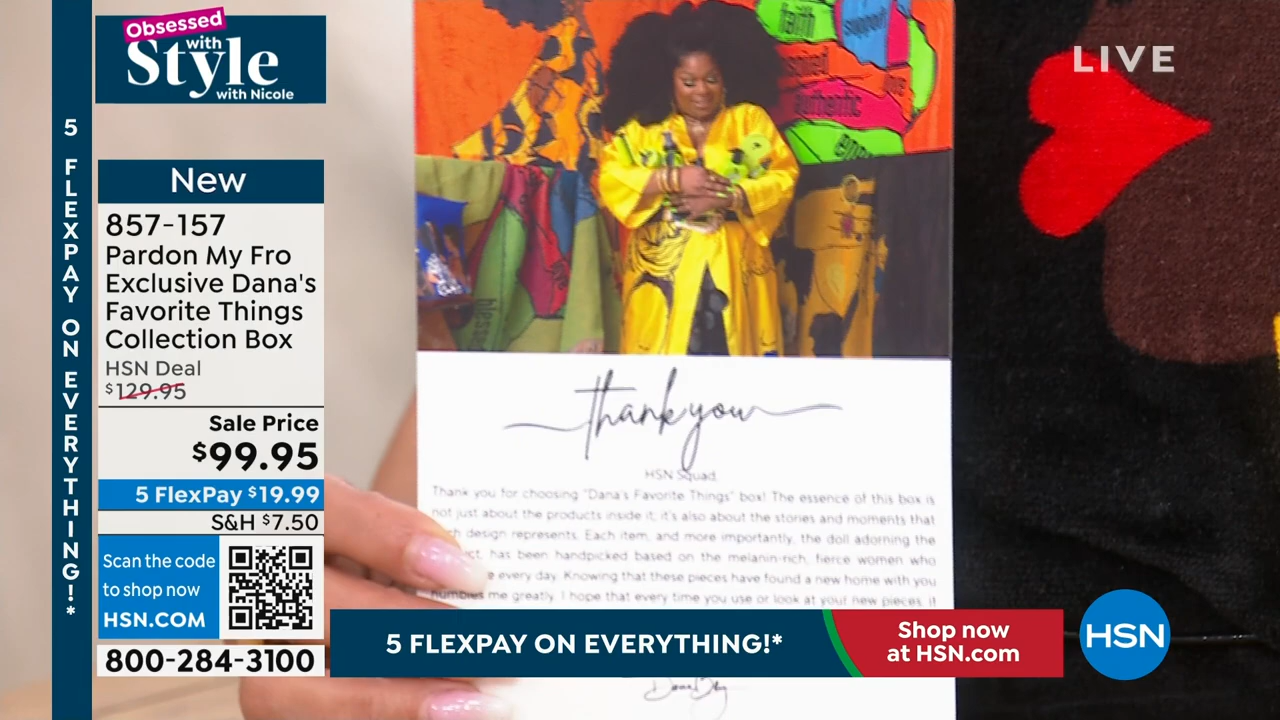 Obsessed
with
Style
with Nicole
LIVE
5 FLEXPAY ON EVERYTHING!*
New
857-157
Pardon My Fro
Exclusive Dana's
Favorite Things
Collection Box
HSN Deal
$129.95
Sale Price
$99.95
5 FlexPay $19.99
S&H $7.50
Scan the code
to shop now
HSN.COM
800-284-3100
faith
support
authentic
thank you
HSN Squad,
Thank you for choosing "Dana's Favorite Things" box! The essence of this box is
not just about the products inside it; it's also about the stories and moments that
design represents. Each item, and more importantly, the doll adorning the
has been handpicked based on the melanin-rich, fierce women who
every day. Knowing that these pieces have found a new home with you
humbles me greatly. I hope that every time you use or look at your new pieces, it
5 FLEXPAY ON EVERYTHING!*
Shop now
at HSN.com
HSN